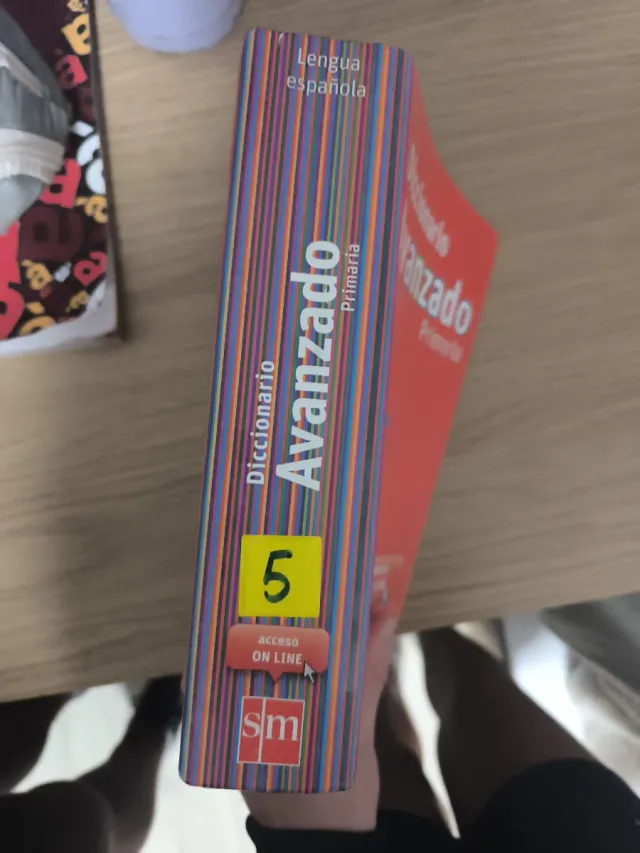 Lengua
española
Diccionario
Avanzado
Primaria
5
acceso
ON LINE
sm
Diccionario
Avanzado
Primaria